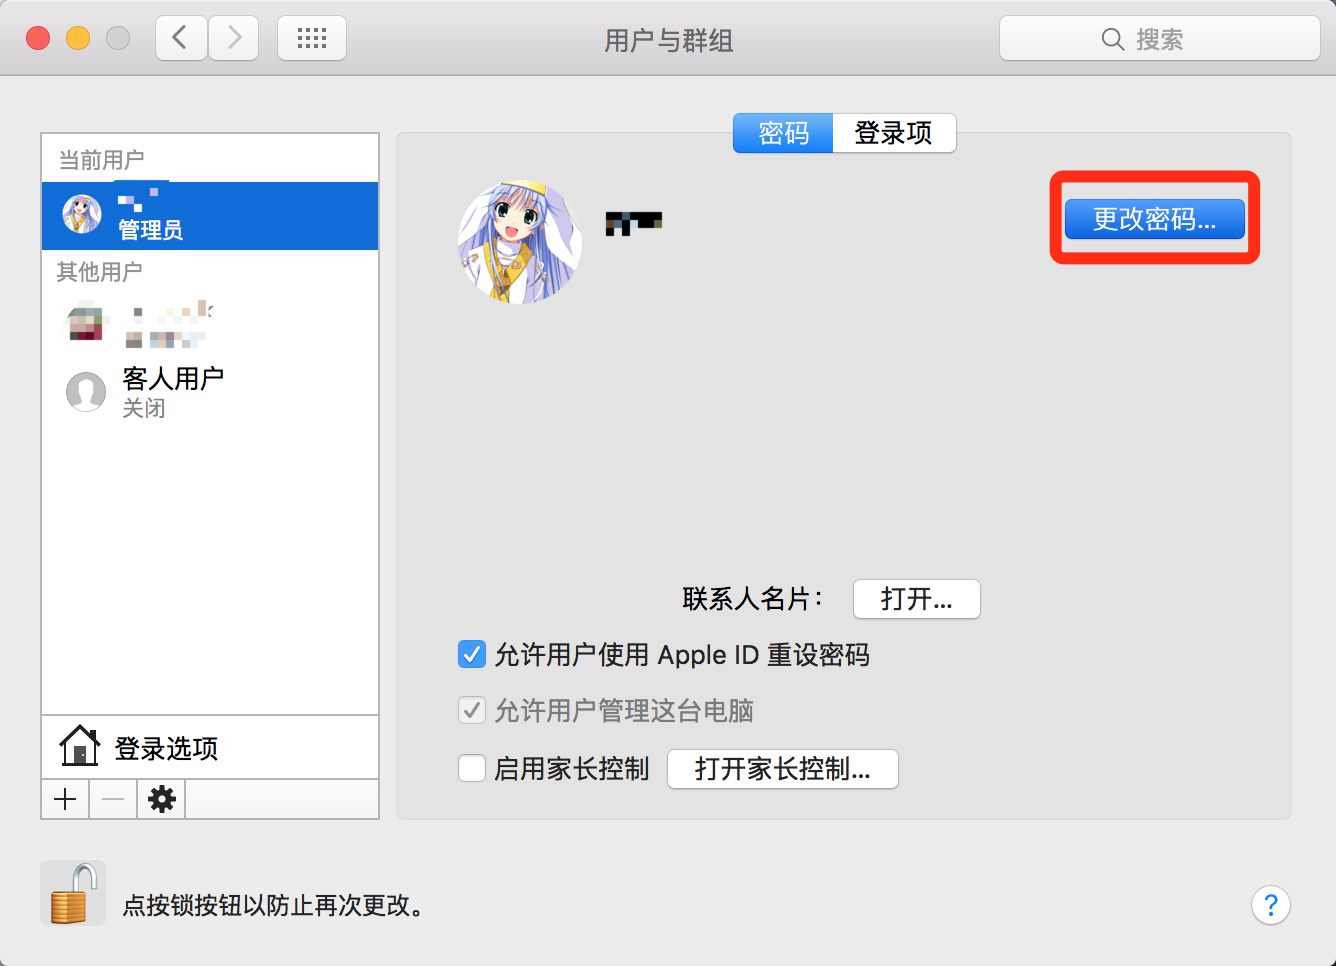 用户与群组
搜索
密码
登录项
当前用户
管理员
更改密码...
其他用户
客人用户
关闭
联系人名片：
打开...
允许用户使用 Apple ID 重设密码
允许用户管理这台电脑
启用家长控制
打开家长控制...
登录选项
点按锁按钮以防止再次更改。
?